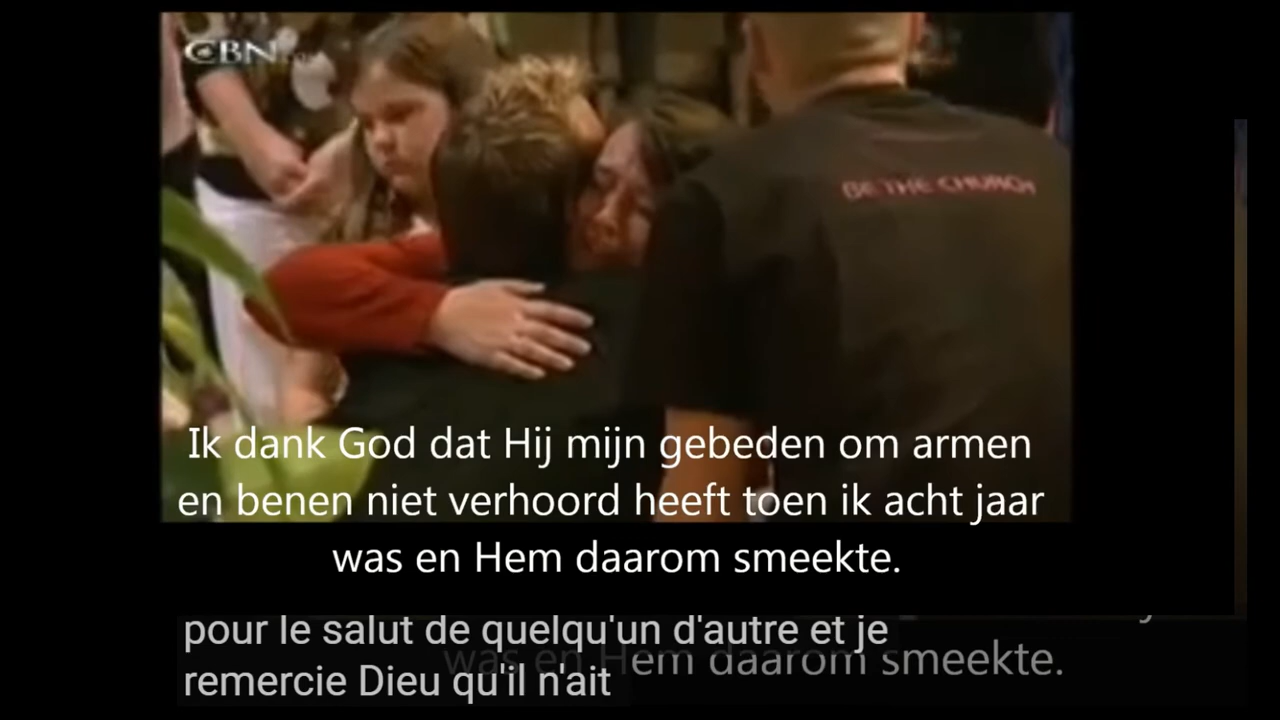 CBN.com
BE THE CHURCH
Ik dank God dat Hij mijn gebeden om armen
en benen niet verhoord heeft toen ik acht jaar
was en Hem daarom smeekte.
pour le salut de quelqu'un d'autre et je
was en Hem daarom smeekte.
remercie Dieu qu'il n'ait